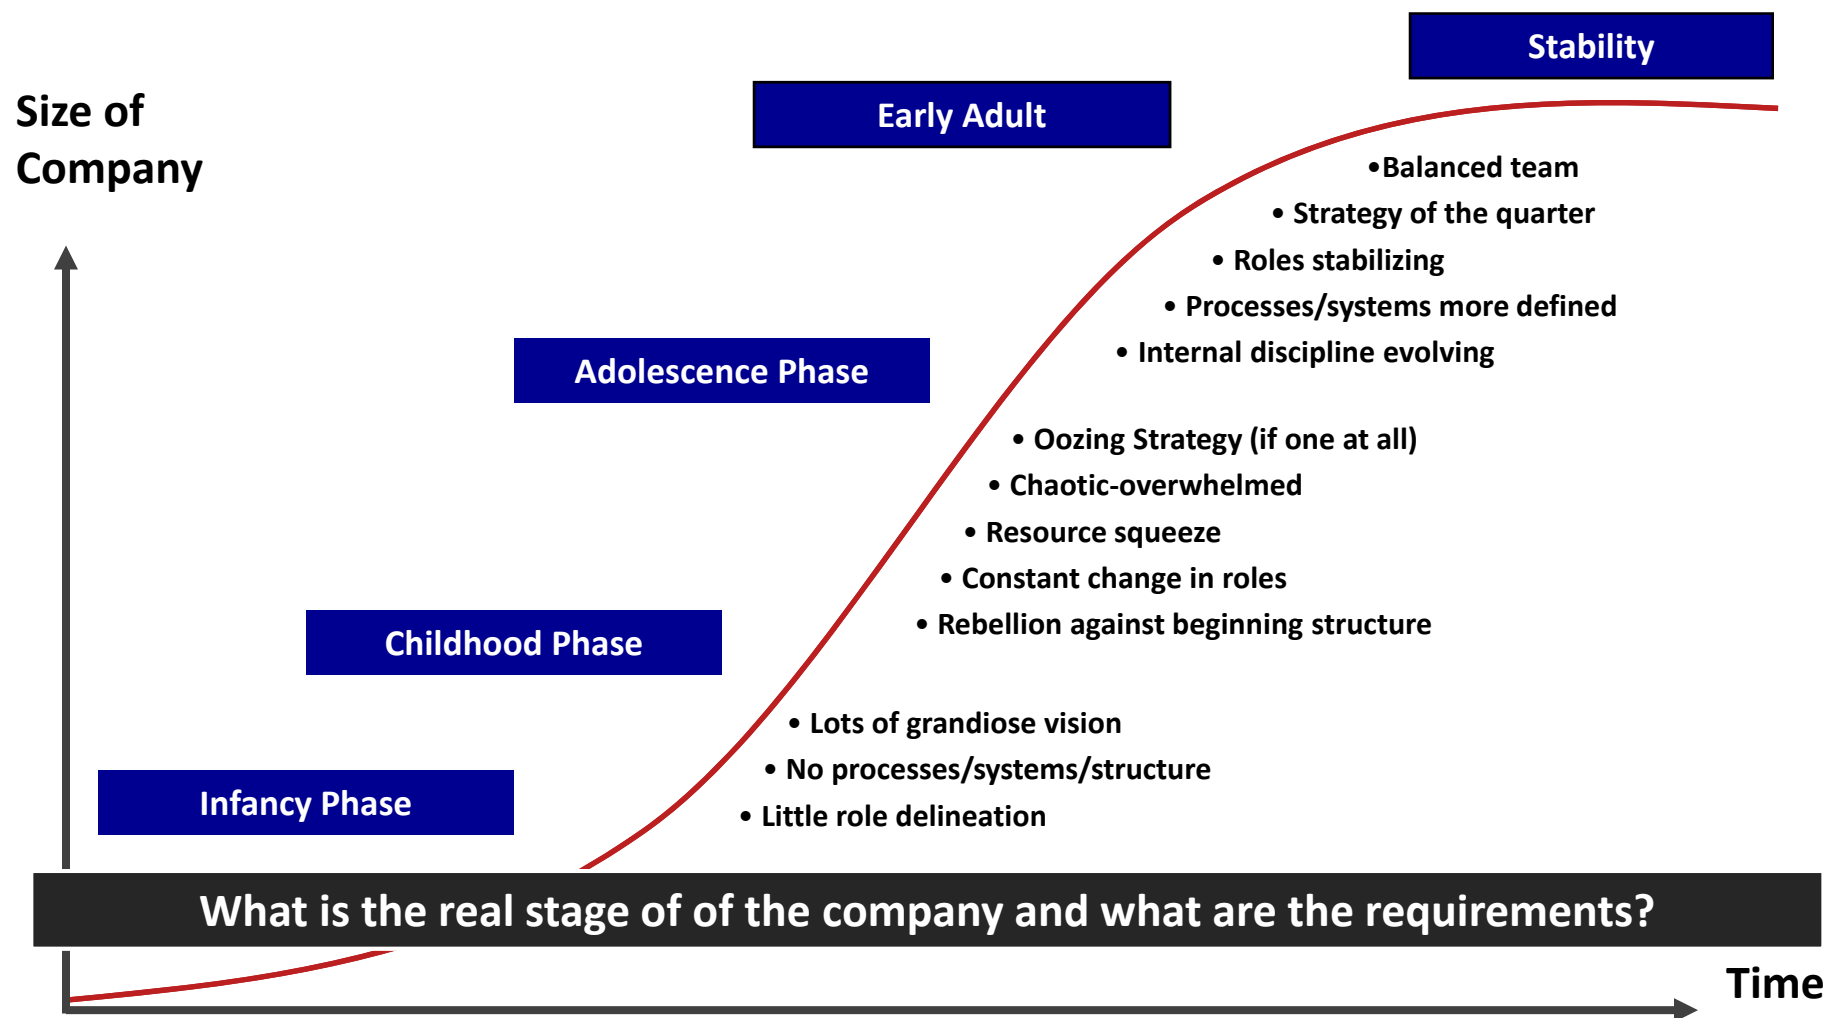 Stability
Early Adult
Size of
Company
•Balanced team
• Strategy of the quarter
• Roles stabilizing
• Processes/systems more defined
• Internal discipline evolving
Adolescence Phase
• Oozing Strategy (if one at all)
• Chaotic-overwhelmed
• Resource squeeze
• Constant change in roles
• Rebellion against beginning structure
Childhood Phase
• Lots of grandiose vision
• No processes/systems/structure
• Little role delineation
Infancy Phase
What is the real stage of of the company and what are the requirements?
Time